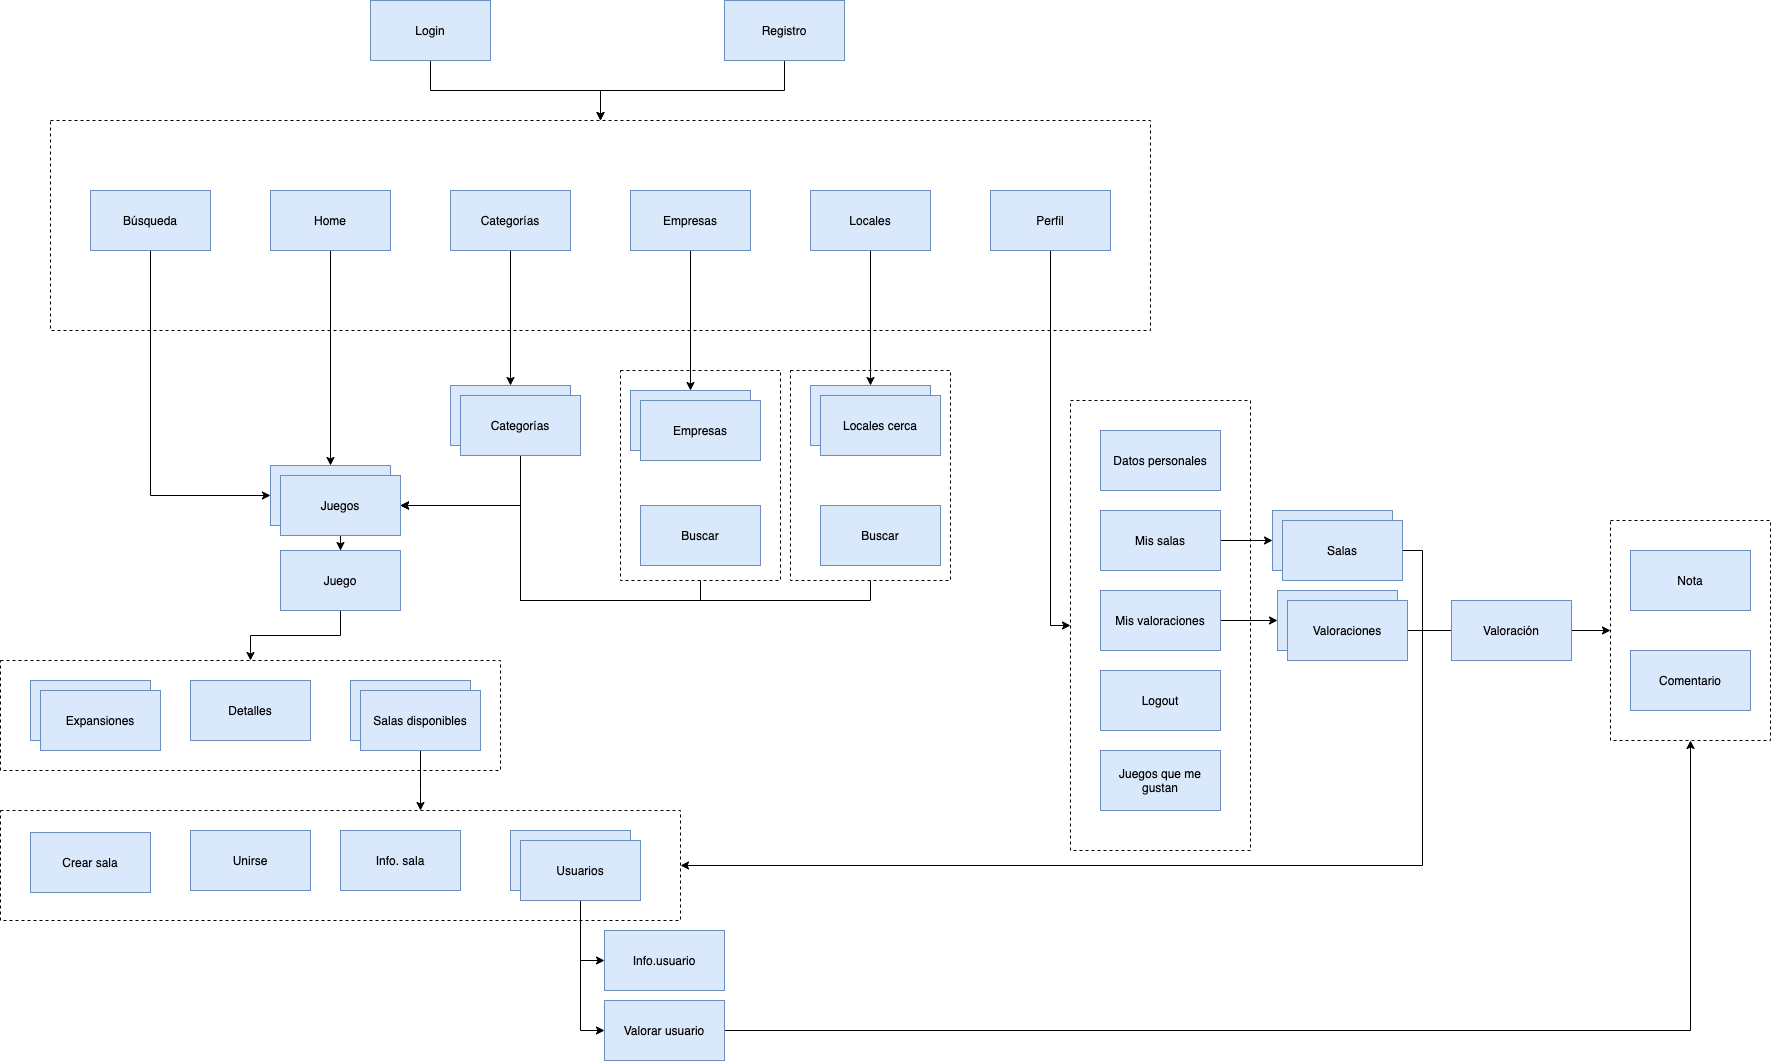 Login
Registro
Búsqueda
Home
Categorías
Empresas
Locales
Perfil
Categorías
Empresas
Locales cerca
Datos personales
Juegos
Buscar
Buscar
Mis salas
Salas
Juego
Nota
Mis valoraciones
Valoraciones
Valoración
Comentario
Expansiones
Detalles
Salas disponibles
Logout
Juegos que me
gustan
Crear sala
Unirse
Info. sala
Usuarios
Info.usuario
Valorar usuario